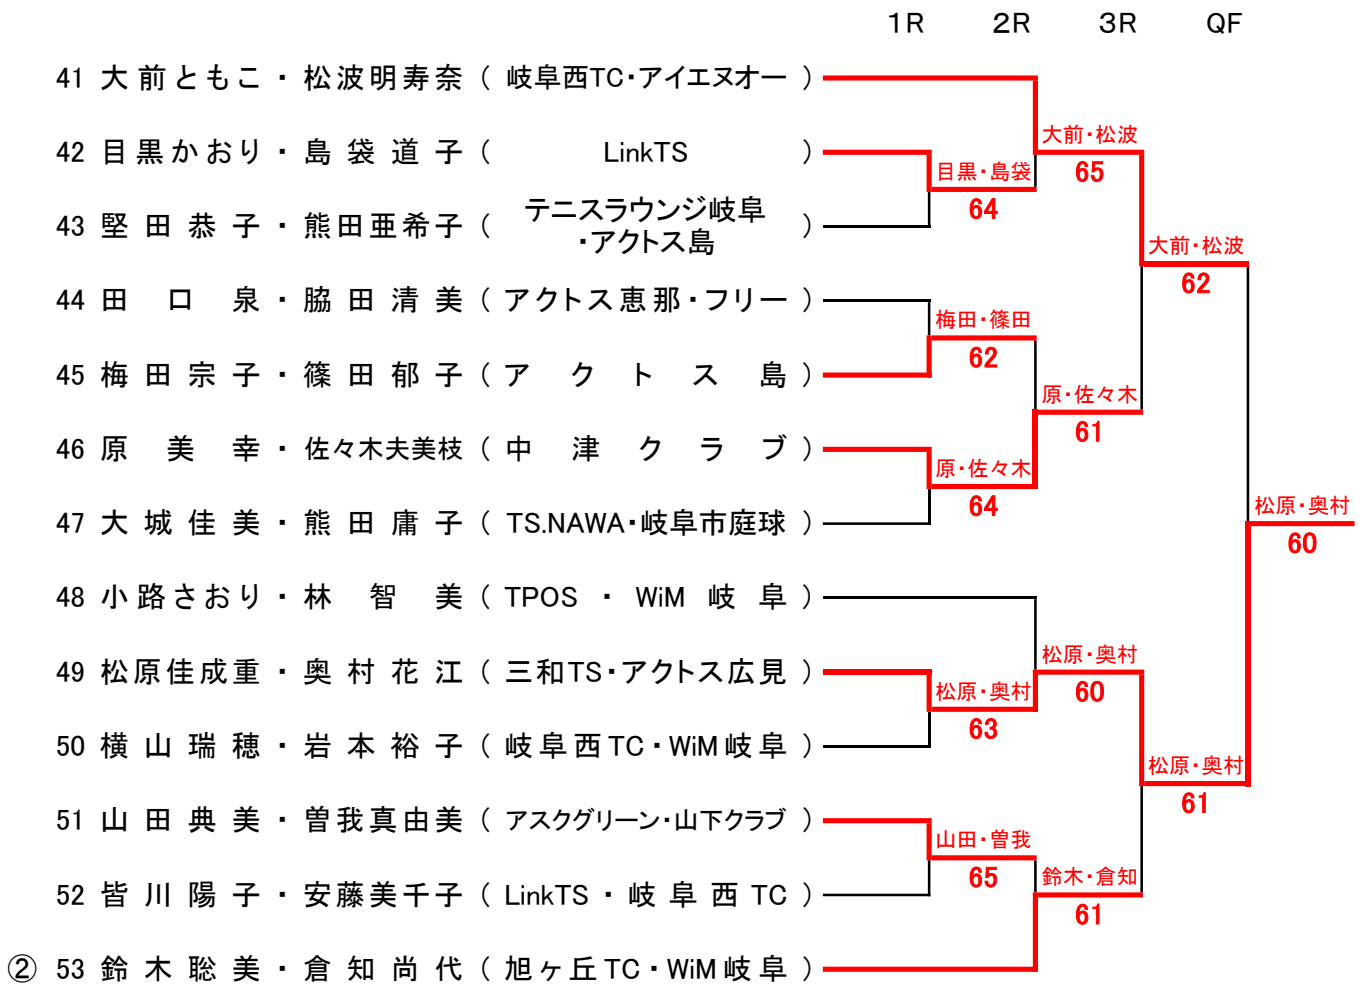 1R 2R 3R QF
41 大前ともこ・松波明寿奈 ( 岐阜西TC・アイエヌオー )
大前・松波
42 目黒かおり・島袋道子 ( LinkTS )
目黒・島袋
65
64
43 堅田恭子・熊田亜希子 ( テニスラウンジ岐阜
・アクトス島 )
大前・松波
62
44 田口泉・脇田清美 ( アクトス恵那・フリー )
梅田・篠田
62
45 梅田宗子・篠田郁子 ( アクトス島 )
原・佐々木
61
46 原美幸・佐々木夫美枝 ( 中津クラブ )
原・佐々木
64
47 大城佳美・熊田庸子 ( TS.NAWA・岐阜市庭球 )
松原・奥村
60
48 小路さおり・林智美 ( TPOS・WiM岐阜 )
松原・奥村
49 松原佳成重・奥村花江 ( 三和TS・アクトス広見 )
60
松原・奥村
63
50 横山瑞穂・岩本裕子 ( 岐阜西TC・WiM岐阜 )
松原・奥村
61
51 山田典美・曽我真由美 ( アスクグリーン・山下クラブ )
山田・曽我
65
鈴木・倉知
52 皆川陽子・安藤美千子 ( LinkTS・岐阜西TC )
61
② 53 鈴木聡美・倉知尚代 ( 旭ヶ丘TC・WiM岐阜 )